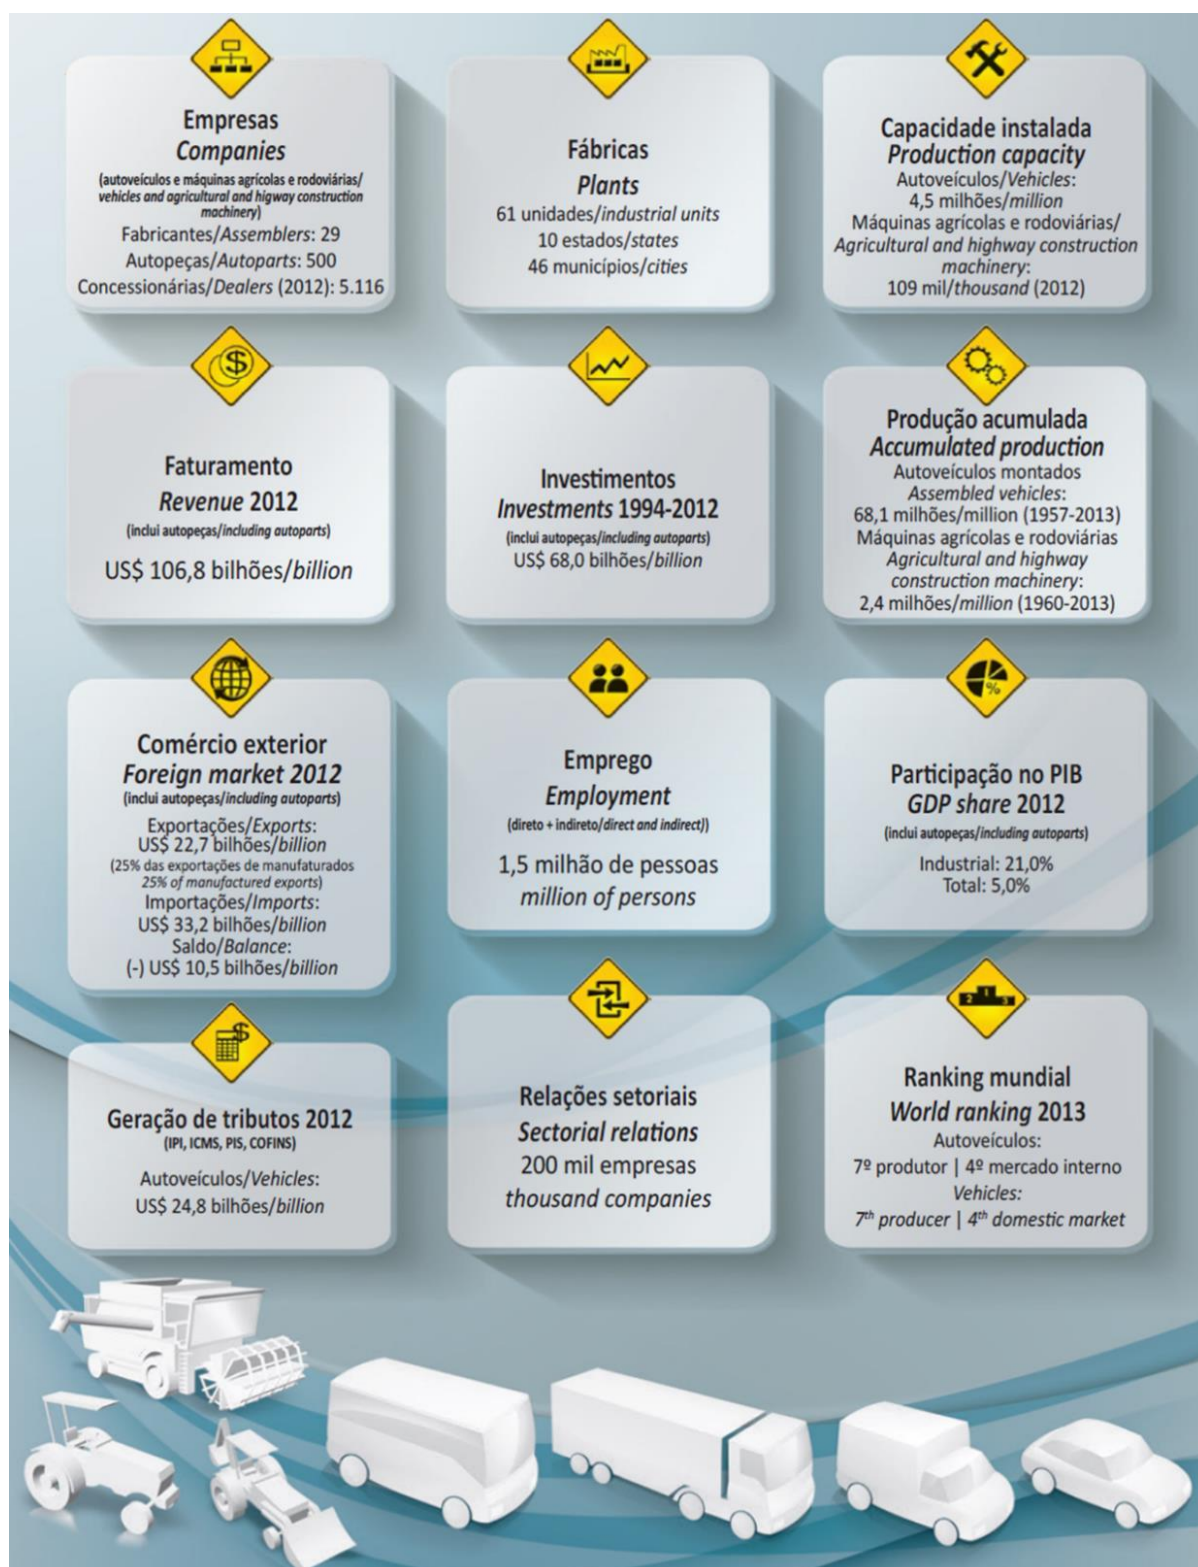 Empresas
Companies
(autoveículos e máquinas agrícolas e rodoviárias/
vehicles and agricultural and higway construction
machinery)
Fabricantes/Assemblers: 29
Autopeças/Autoparts: 500
Concessionárias/Dealers (2012): 5.116
Fábricas
Plants
61 unidades/industrial units
10 estados/states
46 municípios/cities
Capacidade instalada
Production capacity
Autoveículos/Vehicles:
4,5 milhões/million
Máquinas agrícolas e rodoviárias/
Agricultural and highway construction
machinery:
109 mil/thousand (2012)
$
Faturamento
Revenue 2012
(inclui autopeças/including autoparts)
US$ 106,8 bilhões/billion
Investimentos
Investments 1994-2012
(inclui autopeças/including autoparts)
US$ 68,0 bilhões/billion
Produção acumulada
Accumulated production
Autoveículos montados
Assembled vehicles:
68,1 milhões/million (1957-2013)
Máquinas agrícolas e rodoviárias
Agricultural and highway
construction machinery:
2,4 milhões/million (1960-2013)
Comércio exterior
Foreign market 2012
(inclui autopeças/including autoparts)
Exportações/Exports:
US$ 22,7 bilhões/billion
(25% das exportações de manufaturados
25% of manufactured exports)
Importações/Imports:
US$ 33,2 bilhões/billion
Saldo/Balance:
(-) US$ 10,5 bilhões/billion
Emprego
Employment
(direto + indireto/direct and indirect))
1,5 milhão de pessoas
million of persons
%
Participação no PIB
GDP share 2012
(inclui autopeças/including autoparts)
Industrial: 21,0%
Total: 5,0%
$
Geração de tributos 2012
(IPI, ICMS, PIS, COFINS)
Autoveículos/Vehicles:
US$ 24,8 bilhões/billion
Relações setoriais
Sectorial relations
200 mil empresas
thousand companies
2 1 3
Ranking mundial
World ranking 2013
Autoveículos:
7º produtor | 4º mercado interno
Vehicles:
7th producer | 4th domestic market